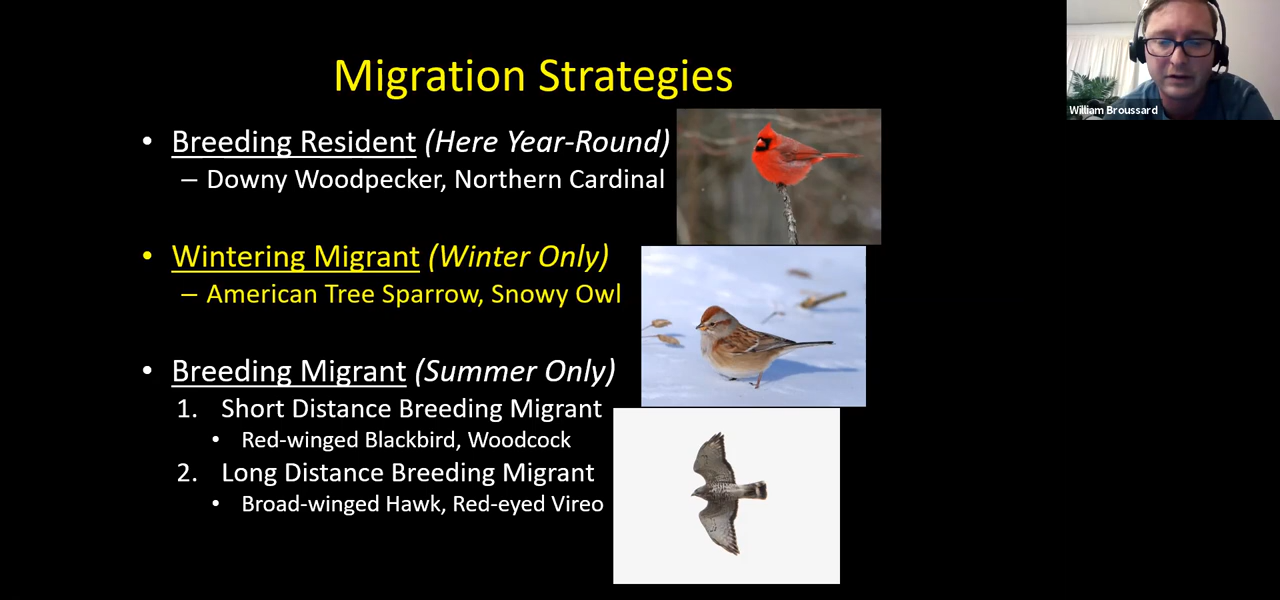 Migration Strategies
• Breeding Resident (Here Year-Round)
– Downy Woodpecker, Northern Cardinal
• Wintering Migrant (Winter Only)
– American Tree Sparrow, Snowy Owl
• Breeding Migrant (Summer Only)
1. Short Distance Breeding Migrant
• Red-winged Blackbird, Woodcock
2. Long Distance Breeding Migrant
• Broad-winged Hawk, Red-eyed Vireo
William Broussard